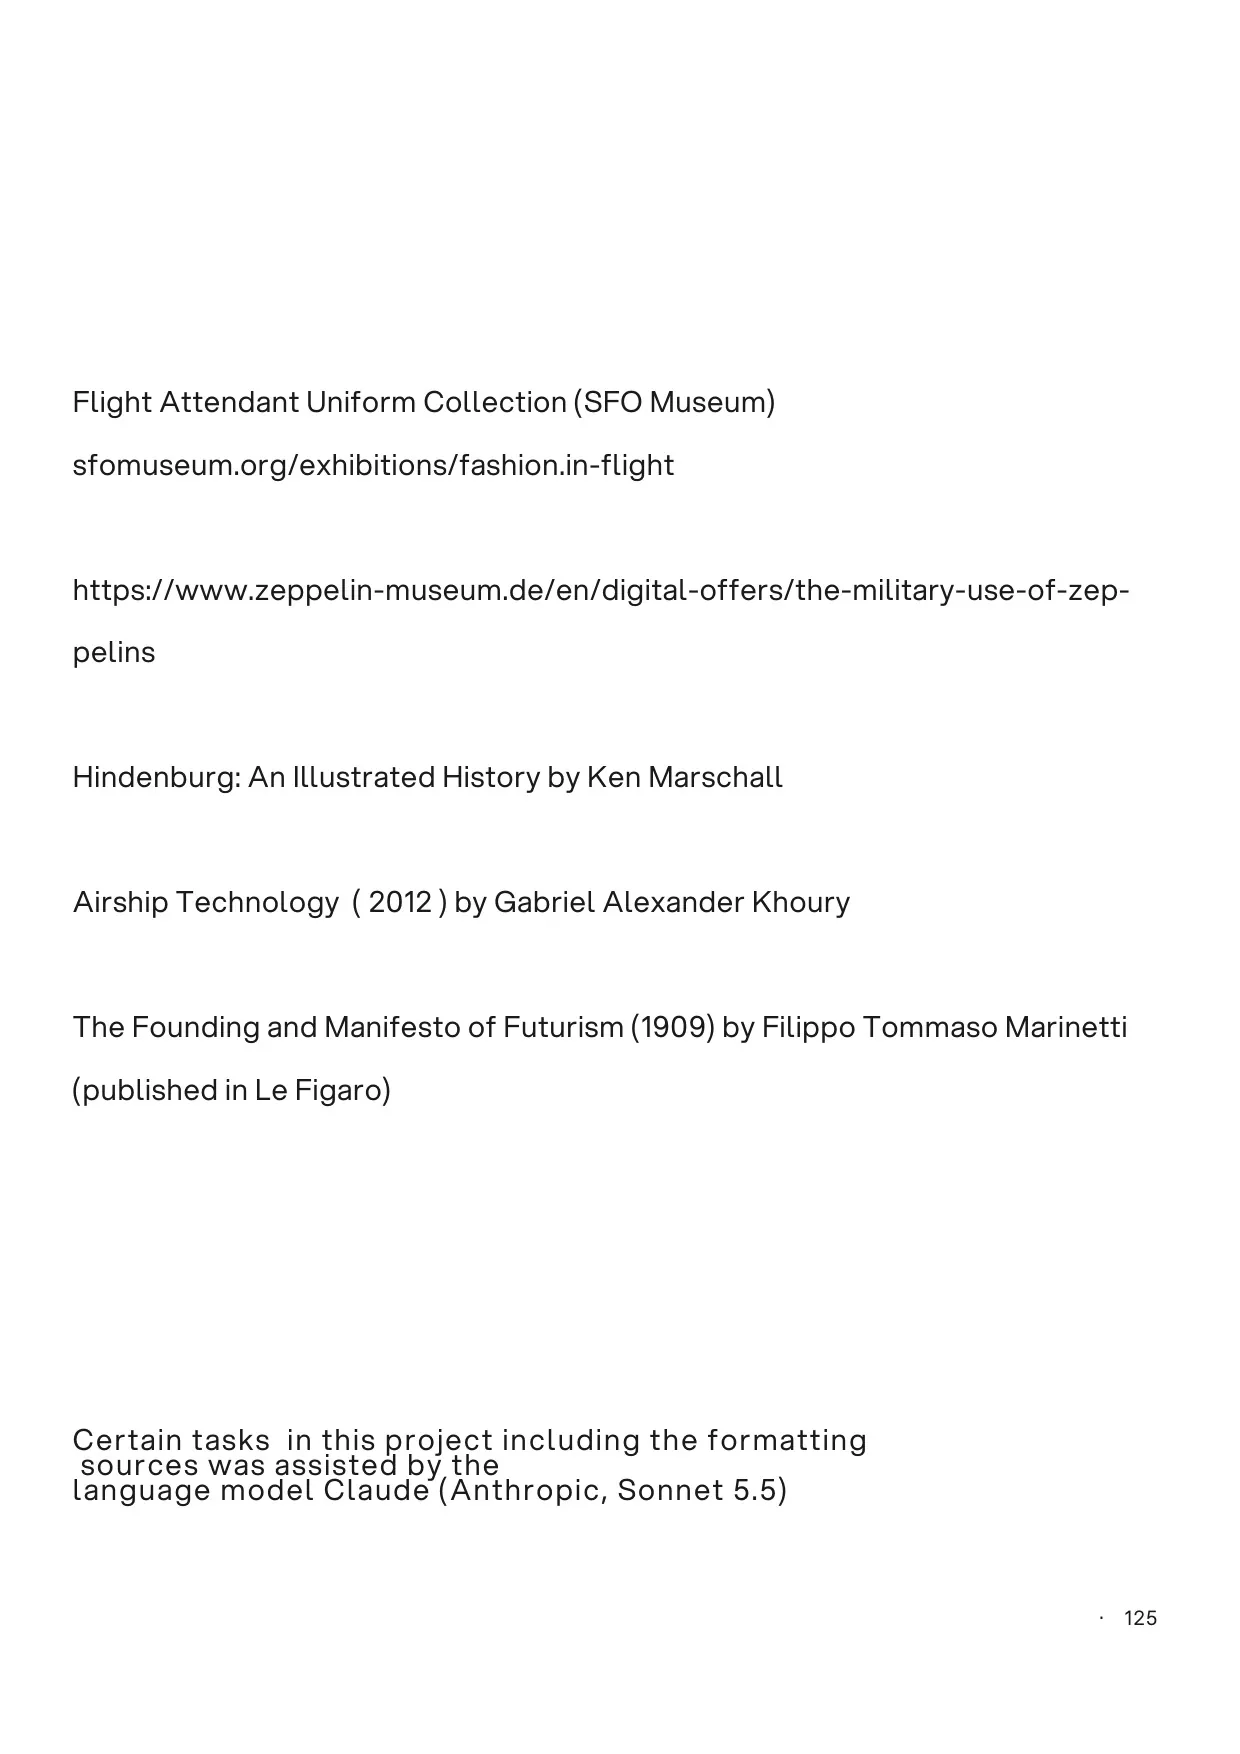 Flight Attendant Uniform Collection (SFO Museum)
sfomuseum.org/exhibitions/fashion.in-flight
https://www.zeppelin-museum.de/en/digital-offers/the-military-use-of-zep-
pelins
Hindenburg: An Illustrated History by Ken Marschall
Airship Technology  ( 2012 ) by Gabriel Alexander Khoury
The Founding and Manifesto of Futurism (1909) by Filippo Tommaso Marinetti
(published in Le Figaro)
Certain tasks  in this project including the formatting
sources was assisted by the
language model Claude (Anthropic, Sonnet 5.5)
· 125